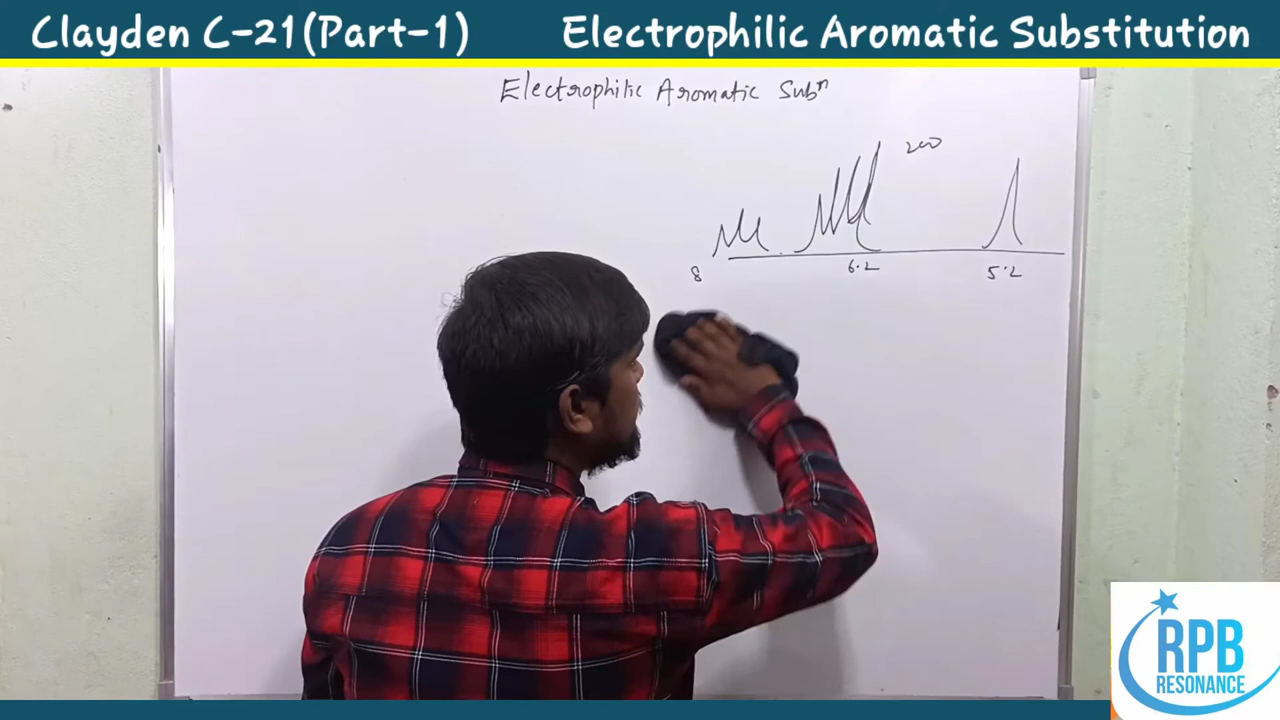 Clayden C-21(Part-1) Electrophilic Aromatic Substitution
Electrophilic Aromatic Subⁿ
200
8 6.2 5.2
RPB
RESONANCE